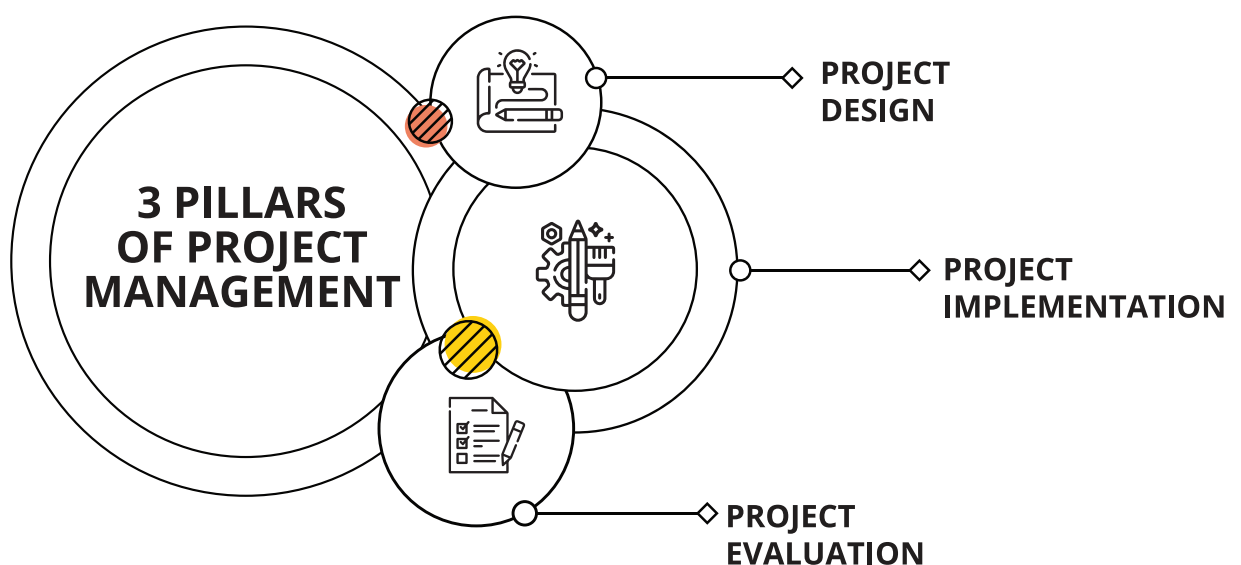 3 PILLARS
OF PROJECT
MANAGEMENT
PROJECT
DESIGN
PROJECT
IMPLEMENTATION
PROJECT
EVALUATION